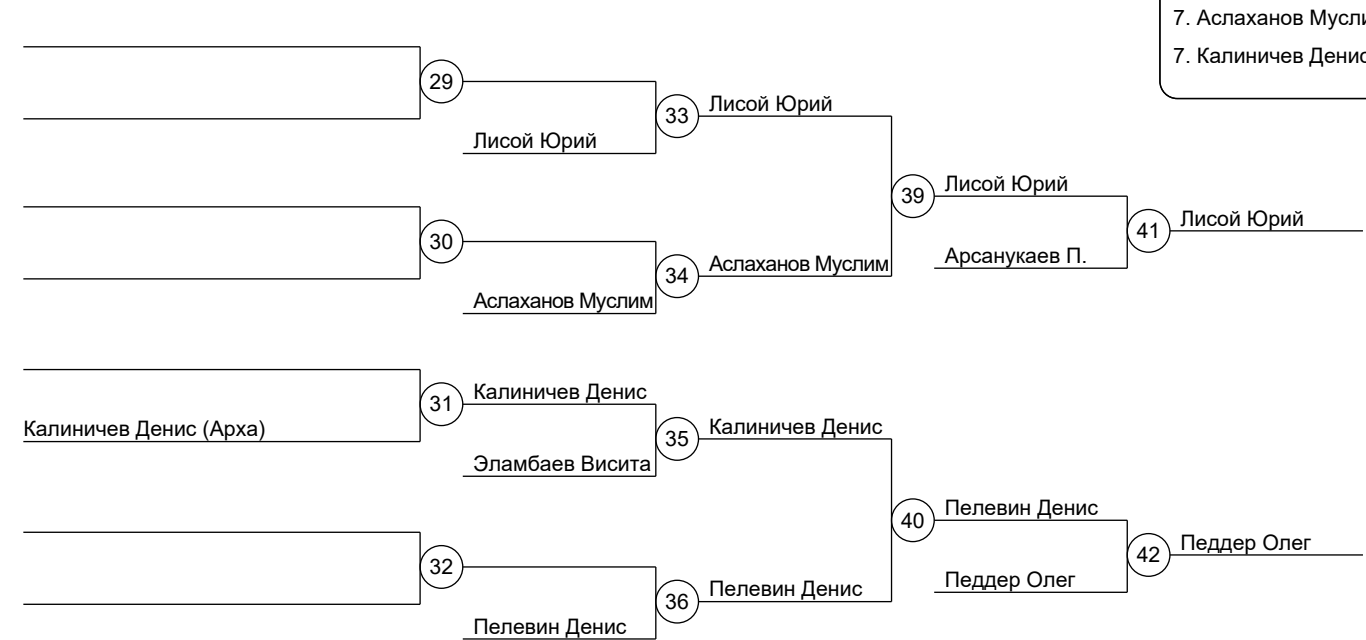 7. Аслаханов
7. Калиничев Денис
29
Лисой Юрий
33
Лисой Юрий
30
Аслаханов Муслим
34
Аслаханов Муслим
39
Лисой Юрий
Арсанукаев П.
41
Лисой Юрий
Калиничев Денис (Арха)
31
Калиничев Денис
Эламбаев Висита
35
Калиничев Денис
32
Пелевин Денис
36
Пелевин Денис
40
Пелевин Денис
Педдер Олег
42
Педдер Олег